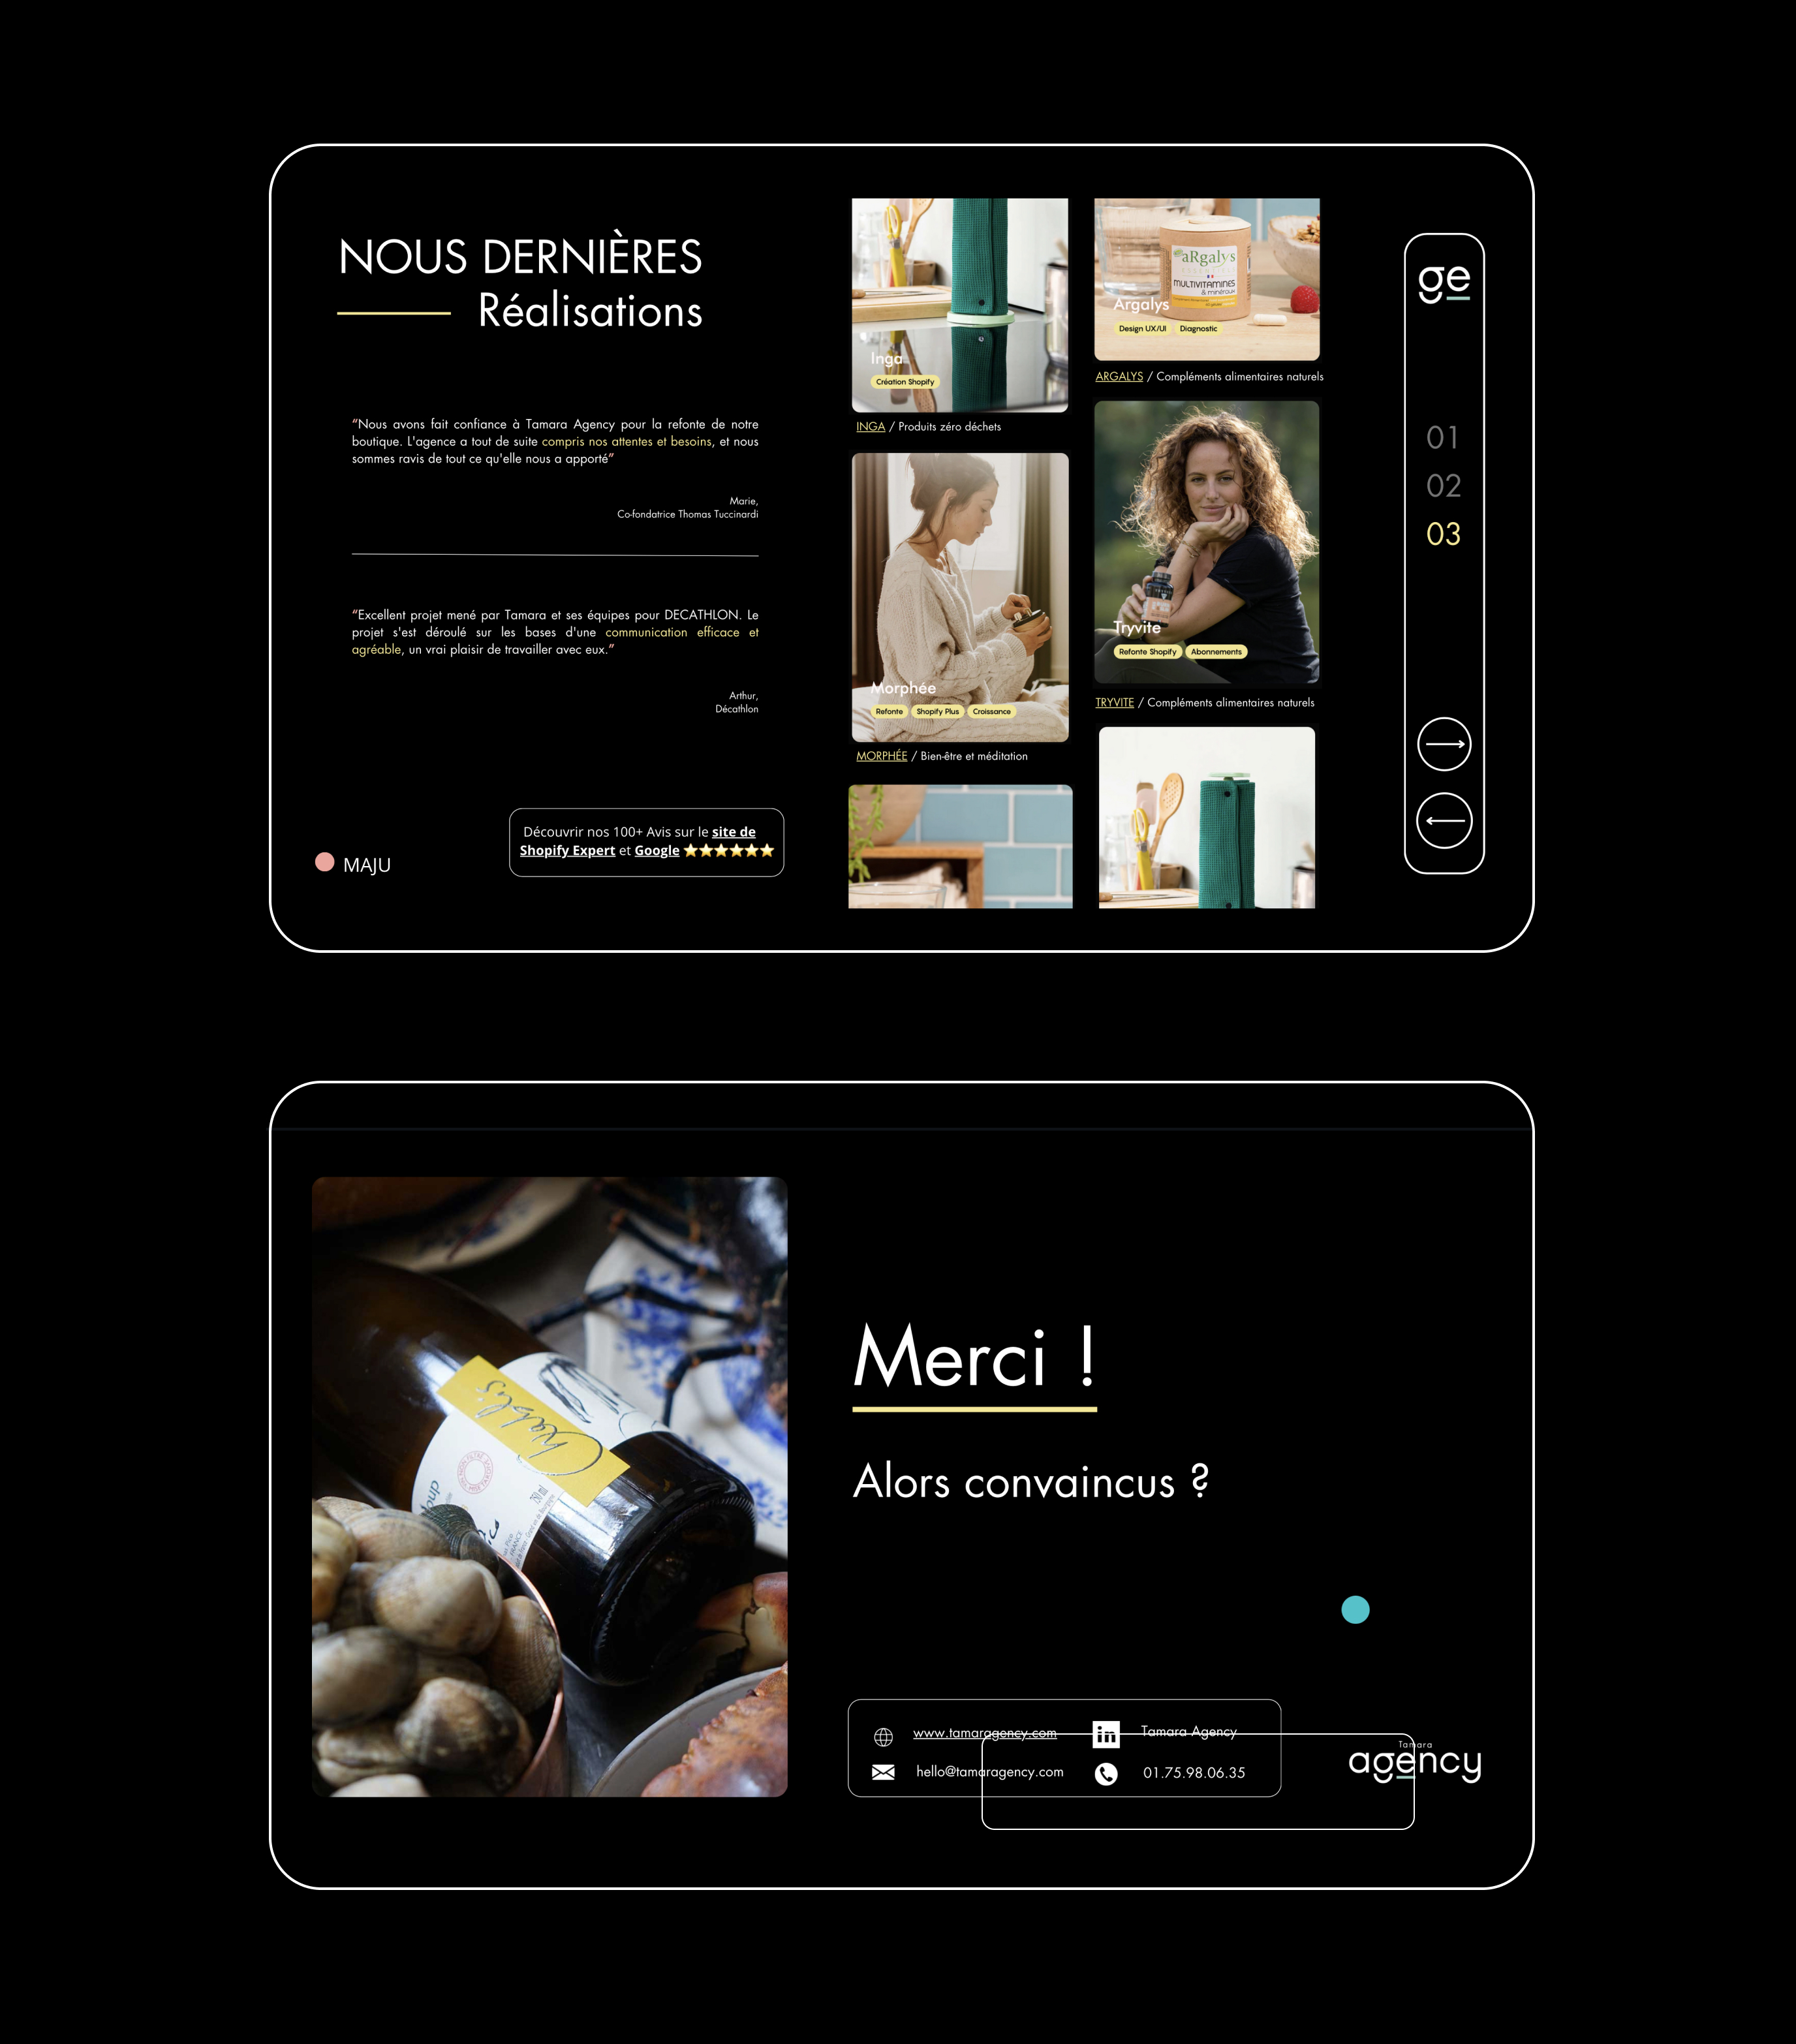 NOUS DERNIÈRES
Réalisations
“Nous avons fait confiance à Tamara Agency pour la refonte de notre
boutique. L'agence a tout de suite compris nos attentes et besoins, et nous
sommes ravis de tout ce qu'elle nous a apporté”
Marie,
Co-fondatrice Thomas Tuccinardi
“Excellent projet mené par Tamara et ses équipes pour DECATHLON. Le
projet s'est déroulé sur les bases d'une communication efficace et
agréable, un vrai plaisir de travailler avec eux.”
Arthur,
Décathlon
Découvrir nos 100+ Avis sur le site de
Shopify Expert et Google ⭐⭐⭐⭐⭐⭐
MAJU
Inga
Création Shopify
INGA / Produits zéro déchets
Morphée
Refonte Shopify Plus Croissance
MORPHÉE / Bien-être et méditation
aRgalys
MULTIVITAMINES
& minéraux
Argalys
Design UX/UI Diagnostic
ARGALYS / Compléments alimentaires naturels
Tryvite
Refonte Shopify Abonnements
TRYVITE / Compléments alimentaires naturels
ge
01
02
03
Chablis
750 ml
Merci !
Alors convaincus ?
www.tamaragency.com
Tamara Agency
hello@tamaragency.com
01.75.98.06.35
Tamara
agency